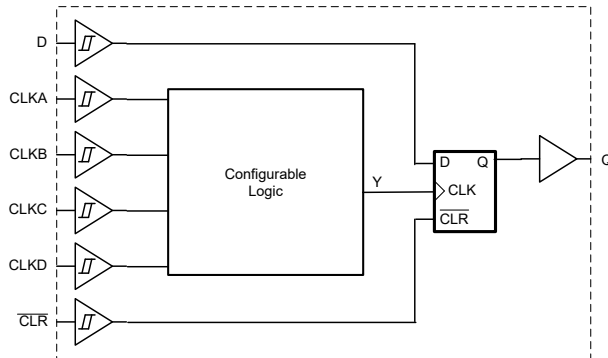 D
CLKA
CLKB
CLKC
CLKD
CLR
Configurable
Logic
Y
D Q
CLK
CLR
Q